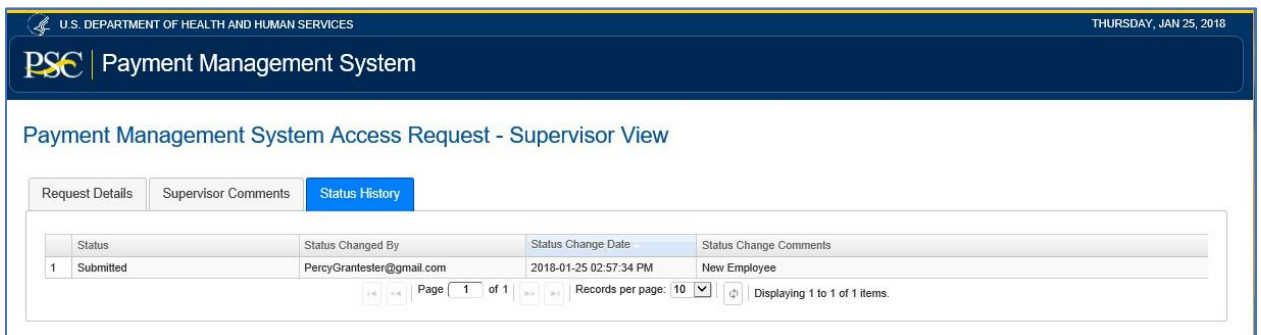 U.S. DEPARTMENT OF HEALTH AND HUMAN SERVICES THURSDAY, JAN 25, 2018
PSC Payment Management System
Payment Management System Access Request - Supervisor View
Request Details Supervisor Comments Status History
Status Status Changed By Status Change Date Status Change Comments
1 Submitted PercyGrantester@gmail.com 2018-01-25 02:57:34 PM New Employee
Page 1 of 1 Records per page: 10 Displaying 1 to 1 of 1 items.